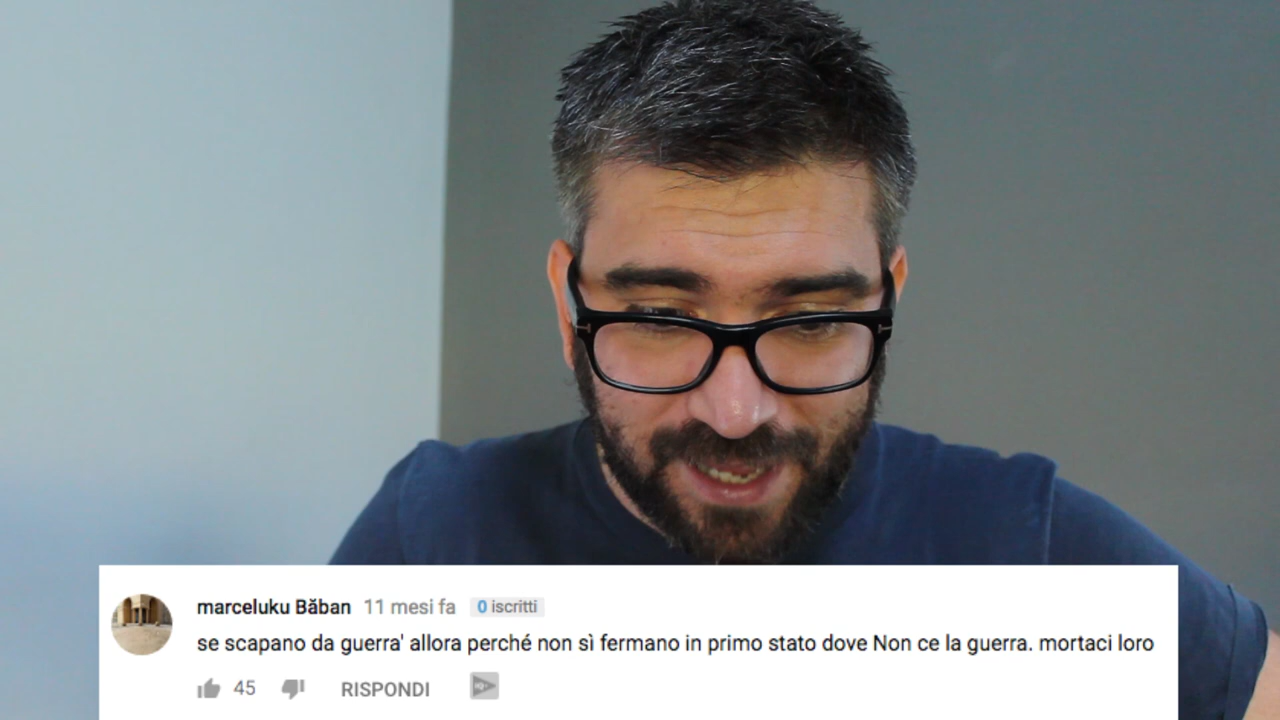 marceluku Băban 11 mesi fa 0 iscritti
se scapano da guerra' allora perché non sì fermano in primo stato dove Non ce la guerra. mortaci loro
45 RISPONDI HQ+